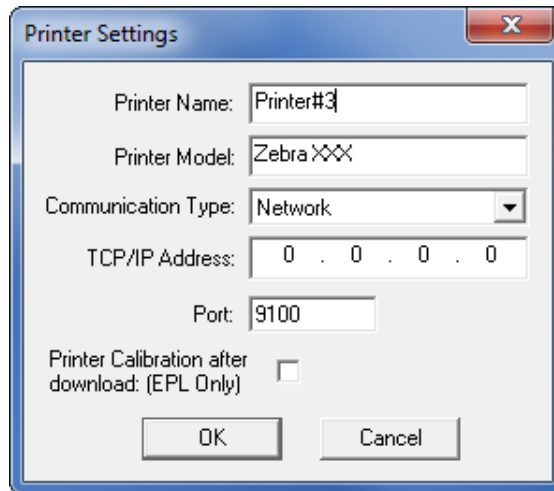 Printer Settings
Printer Name: Printer#3
Printer Model: Zebra XXX
Communication Type: Network
TCP/IP Address: 0 . 0 . 0 . 0
Port: 9100
Printer Calibration after
download: (EPL Only)
OK Cancel